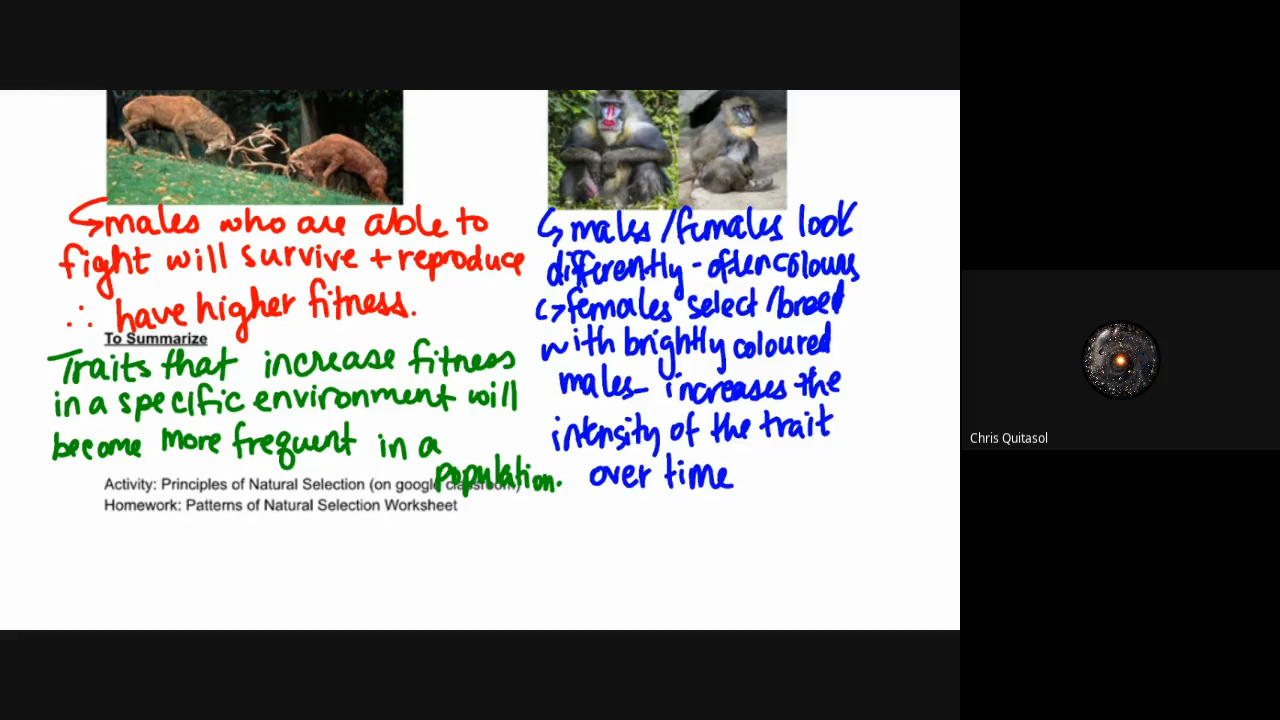 ↳males who are able to
fight will survive + reproduce
∴ have higher fitness.
To Summarize
Traits that increase fitness
in a specific environment will
become more frequent in a
population.
Activity: Principles of Natural Selection (on google classroom)
Homework: Patterns of Natural Selection Worksheet
↳ males/females look
differently - often colours
↳females select/breed
with brightly coloured
males- increases the
intensity of the trait
over time
Chris Quitasol